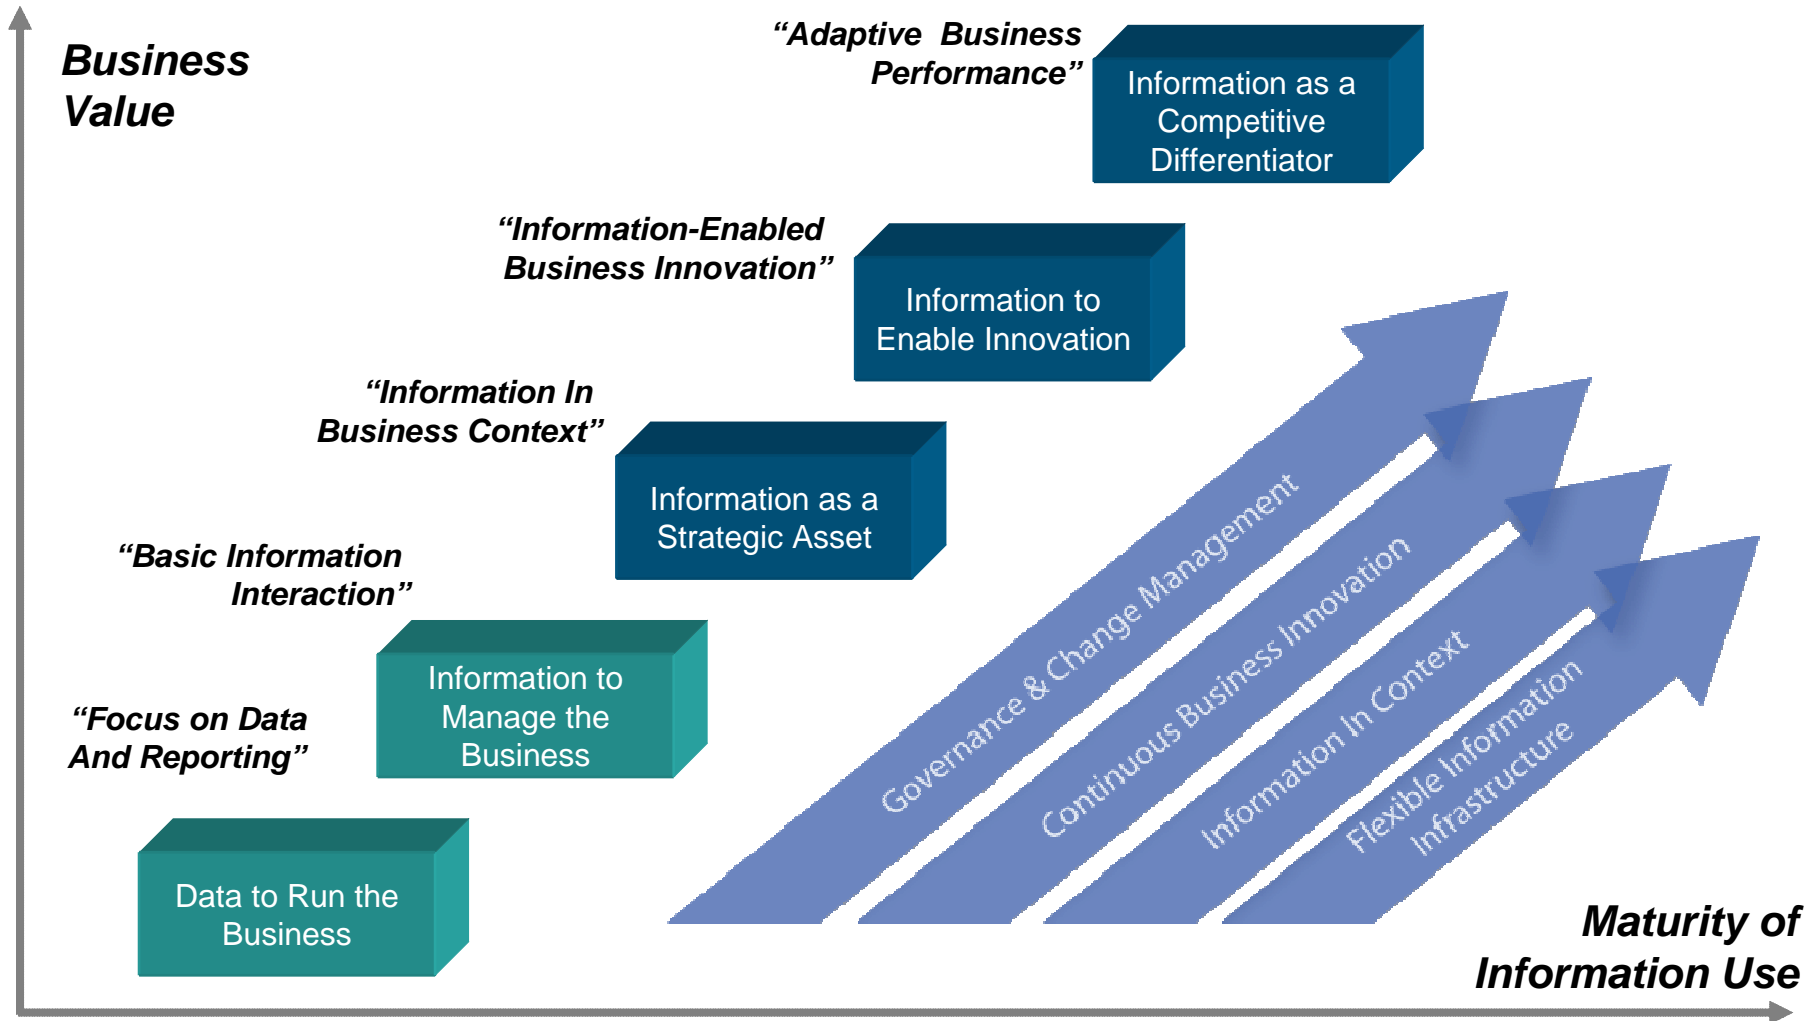 Business
Value
“Adaptive Business
Performance”
Information as a
Competitive
Differentiator
“Information-Enabled
Business Innovation”
Information to
Enable Innovation
“Information In
Business Context”
Information as a
Strategic Asset
“Basic Information
Interaction”
Information to
Manage the
Business
“Focus on Data
And Reporting”
Data to Run the
Business
Governance & Change Management
Continuous Business Innovation
Information In Context
Flexible Information
Infrastructure
Maturity of
Information Use